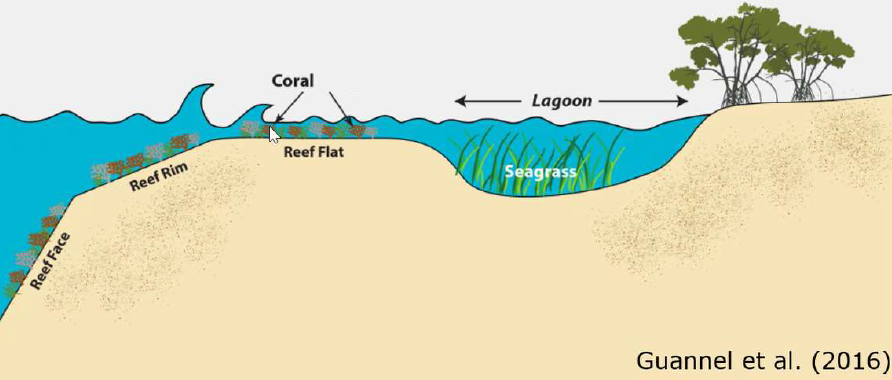 Coral
Lagoon
Reef Flat
Reef Rim
Seagrass
Reef Face
Guannel et al. (2016)